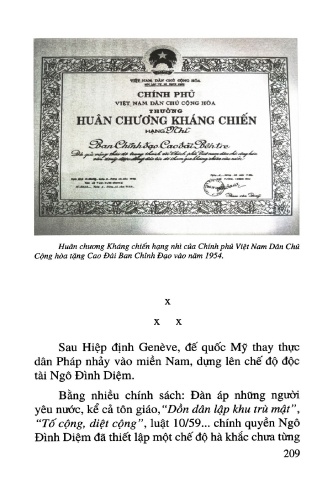 VIỆT NAM DÂN CHỦ CỘNG HÒA
CHÍNH PHỦ
VIỆT NAM DÂN CHỦ CỘNG HÒA
THƯỞNG
HUÂN CHƯƠNG KHÁNG CHIẾN
HẠNG Nhì
Ban Chỉnh đạo Cao đài Bến tre
Huân chương Kháng chiến hạng nhì của Chính phủ Việt Nam Dân Chủ
Cộng hòa tặng Cao Đài Ban Chỉnh Đạo vào năm 1954.
x
x x
Sau Hiệp định Genève, đế quốc Mỹ thay thực
dân Pháp nhảy vào miền Nam, dựng lên chế độ độc
tài Ngô Đình Diệm.
Bằng nhiều chính sách: Đàn áp những người
yêu nước, kể cả tôn giáo, “Dồn dân lập khu trù mật”,
“Tố cộng, diệt cộng”, luật 10/59... chính quyền Ngô
Đình Diệm đã thiết lập một chế độ hà khắc chưa từng
209